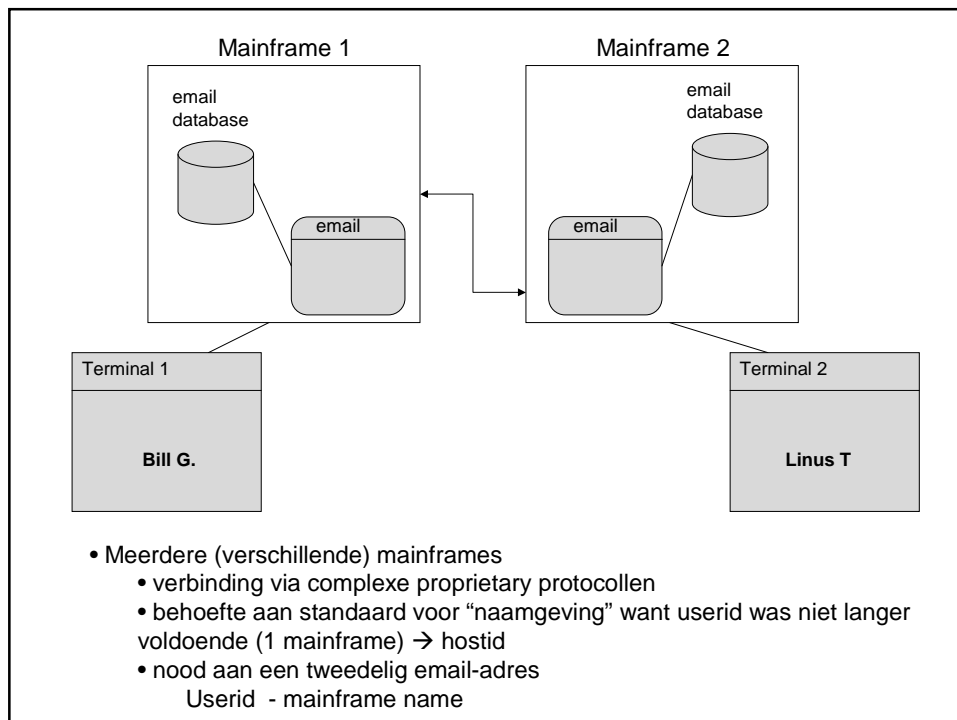 Mainframe 1
Mainframe 2
email
database
email
database
email
email
Terminal 1
Bill G.
Terminal 2
Linus T
• Meerdere (verschillende) mainframes
• verbinding via complexe proprietary protocollen
• behoefte aan standaard voor “naamgeving” want userid was niet langer
voldoende (1 mainframe) → hostid
• nood aan een tweedelig email-adres
Userid - mainframe name